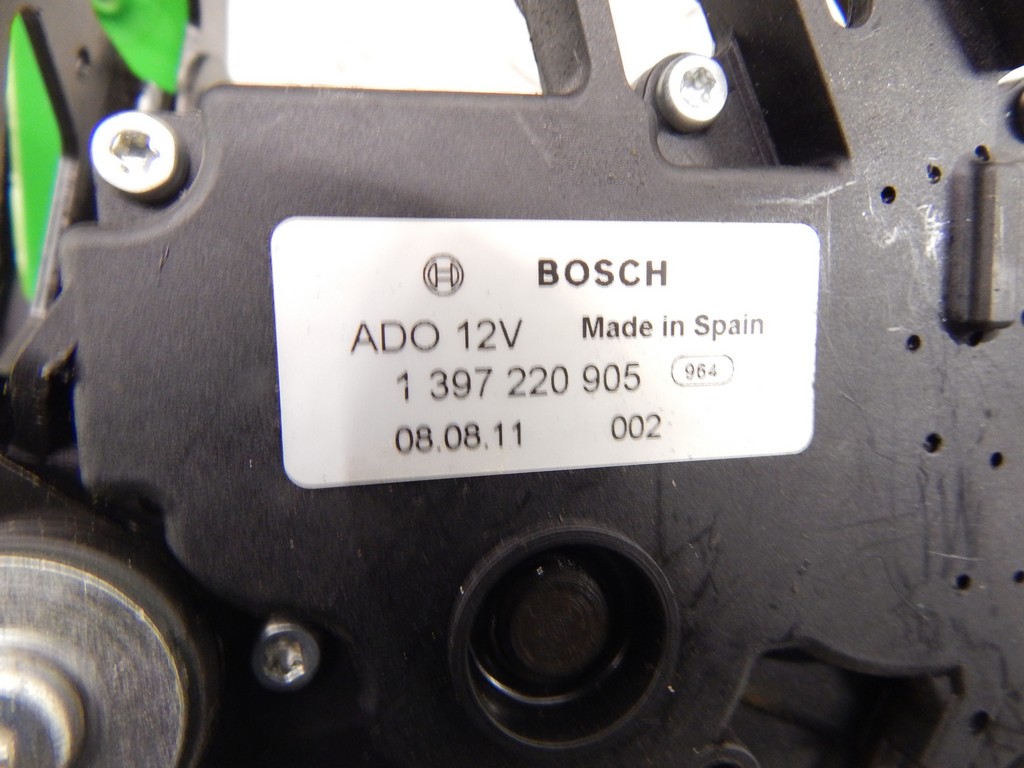 BOSCH
ADO 12V Made in Spain
1 397 220 905 964
08.08.11 002